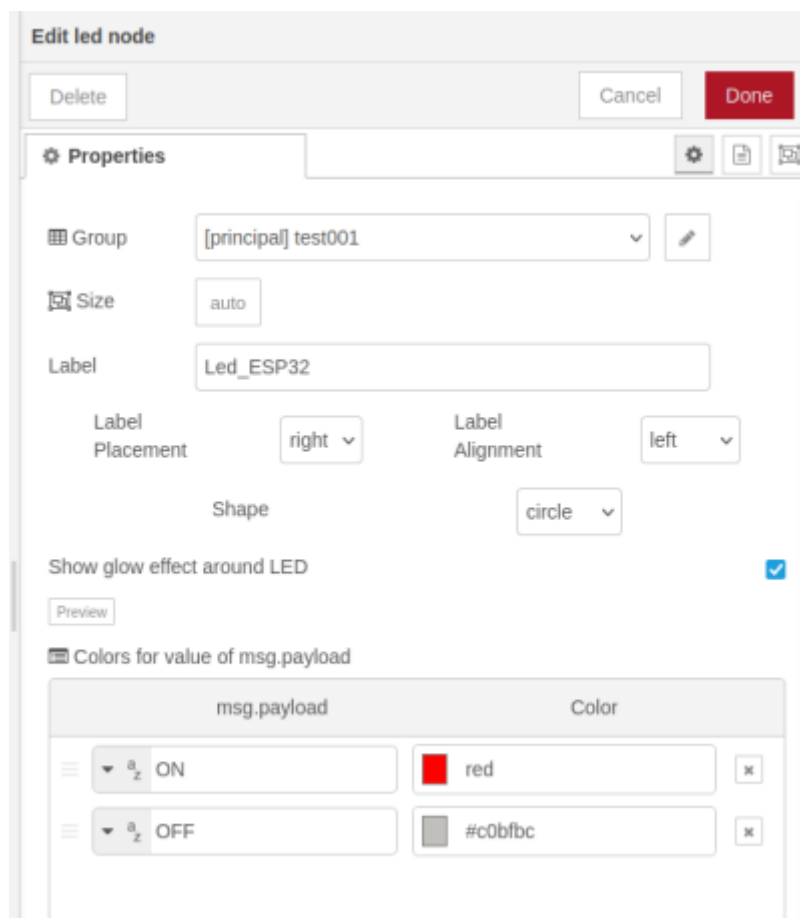 Edit led node
Delete Cancel Done
Properties
Group [principal] test001
Size auto
Label Led_ESP32
Label Placement right Label Alignment left
Shape circle
Show glow effect around LED
Preview
Colors for value of msg.payload
msg.payload Color
az ON red
az OFF #c0bfbc